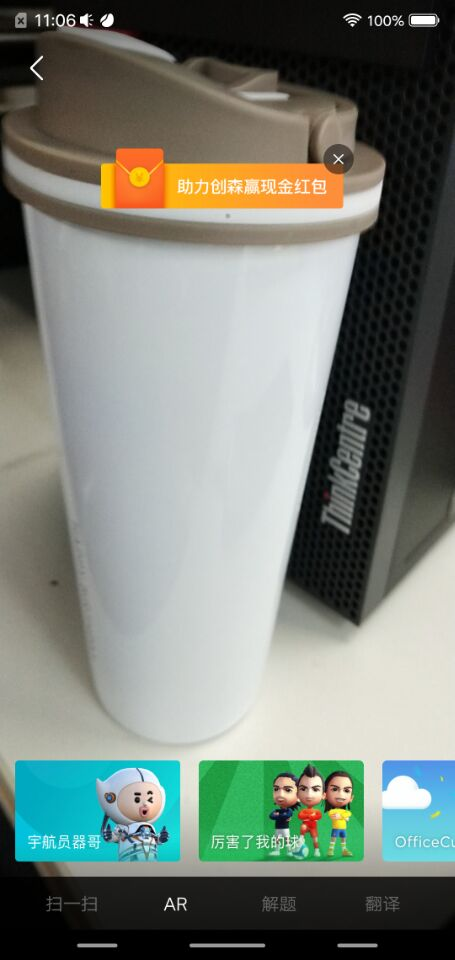 11:06
100%
助力创森赢现金红包
ThinkCentre
宇航员器哥
厉害了我的球
OfficeCu
扫一扫
AR
解题
翻译